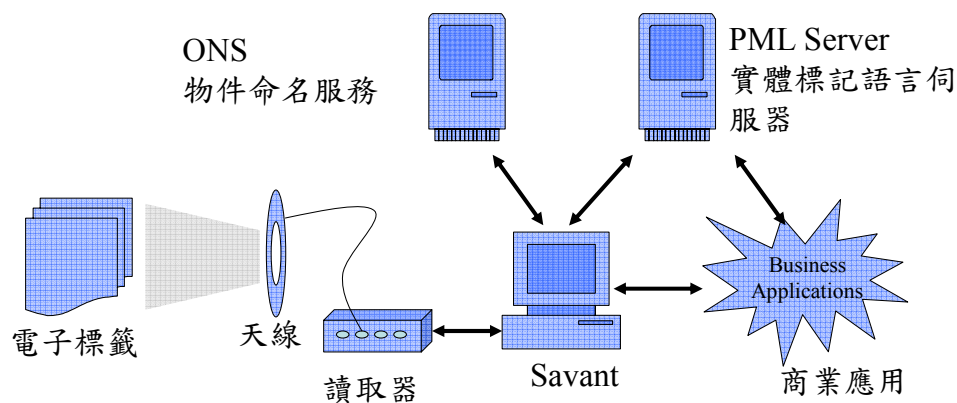 ONS
物件命名服務
PML Server
實體標記語言伺
服器
Business
Applications
電子標籤
天線
讀取器
Savant
商業應用